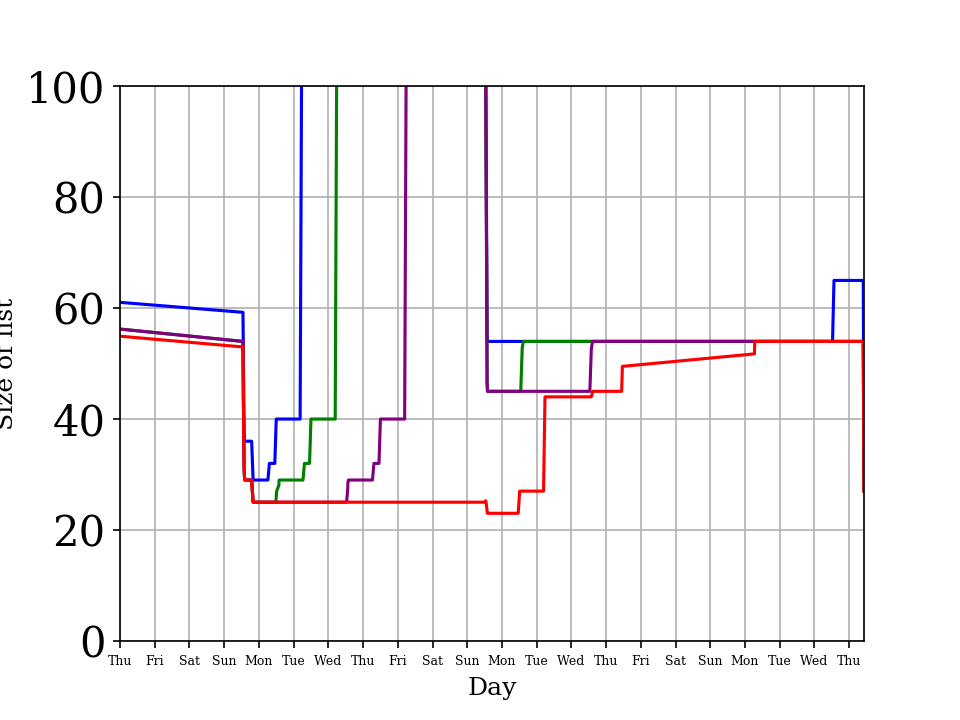 100
80
60
40
20
0
Size of list
Thu Fri Sat Sun Mon Tue Wed Thu Fri Sat Sun Mon Tue Wed Thu Fri Sat Sun Mon Tue Wed Thu
Day